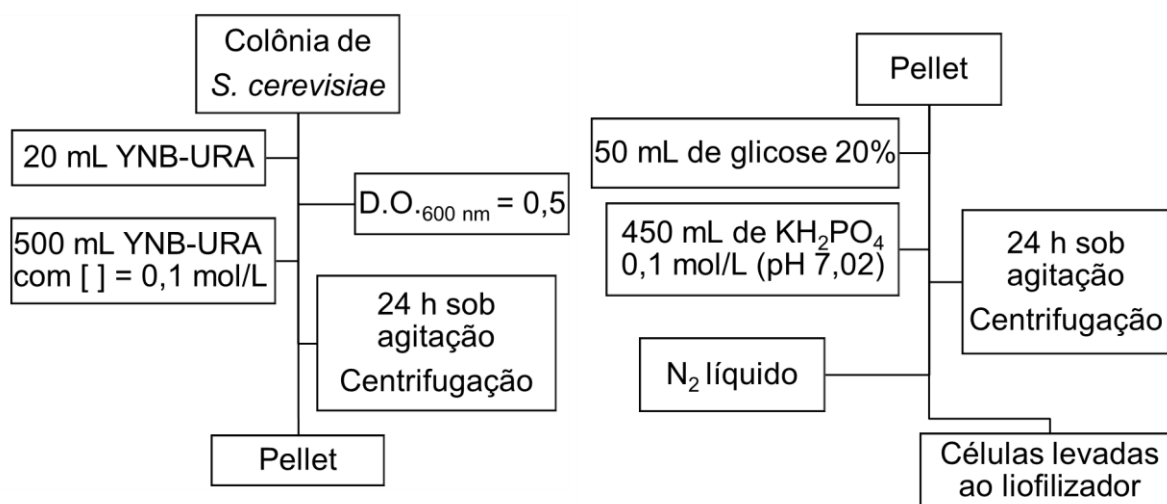 Colônia de
S. cerevisiae
20 mL YNB-URA
D.O.600 nm = 0,5
500 mL YNB-URA
com [ ] = 0,1 mol/L
24 h sob
agitação
Centrifugação
Pellet
Pellet
50 mL de glicose 20%
450 mL de KH2PO4
0,1 mol/L (pH 7,02)
24 h sob
agitação
Centrifugação
N2 líquido
Células levadas
ao liofilizador